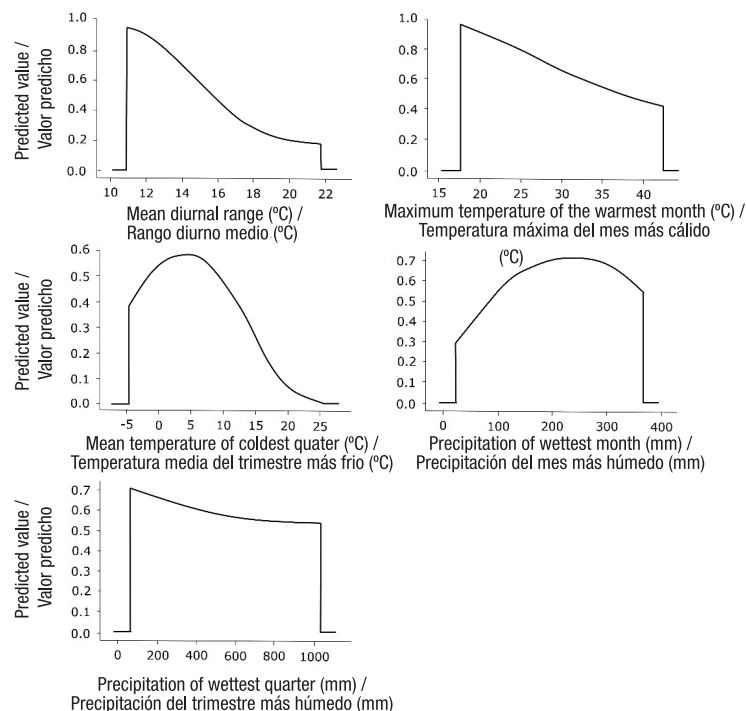 Predicted value /
Valor predicho
1.0
0.8
0.6
0.4
0.2
0.0
10 12 14 16 18 20 22
Mean diurnal range (ºC) /
Rango diurno medio (ºC)
Predicted value /
Valor predicho
1.0
0.8
0.6
0.4
0.2
0.0
15 20 25 30 35 40
Maximum temperature of the warmest month (ºC) /
Temperatura máxima del mes más cálido
(ºC)
Predicted value /
Valor predicho
0.6
0.5
0.4
0.3
0.2
0.1
0.0
-5 0 5 10 15 20 25
Mean temperature of coldest quater (ºC) /
Temperatura media del trimestre más frio (ºC)
Predicted value /
Valor predicho
0.7
0.6
0.5
0.4
0.3
0.2
0.1
0.0
0 100 200 300 400
Precipitation of wettest month (mm) /
Precipitación del mes más húmedo (mm)
Predicted value /
Valor predicho
0.7
0.6
0.5
0.4
0.3
0.2
0.1
0.0
0 200 400 600 800 1000
Precipitation of wettest quarter (mm) /
Precipitación del trimestre más húmedo (mm)